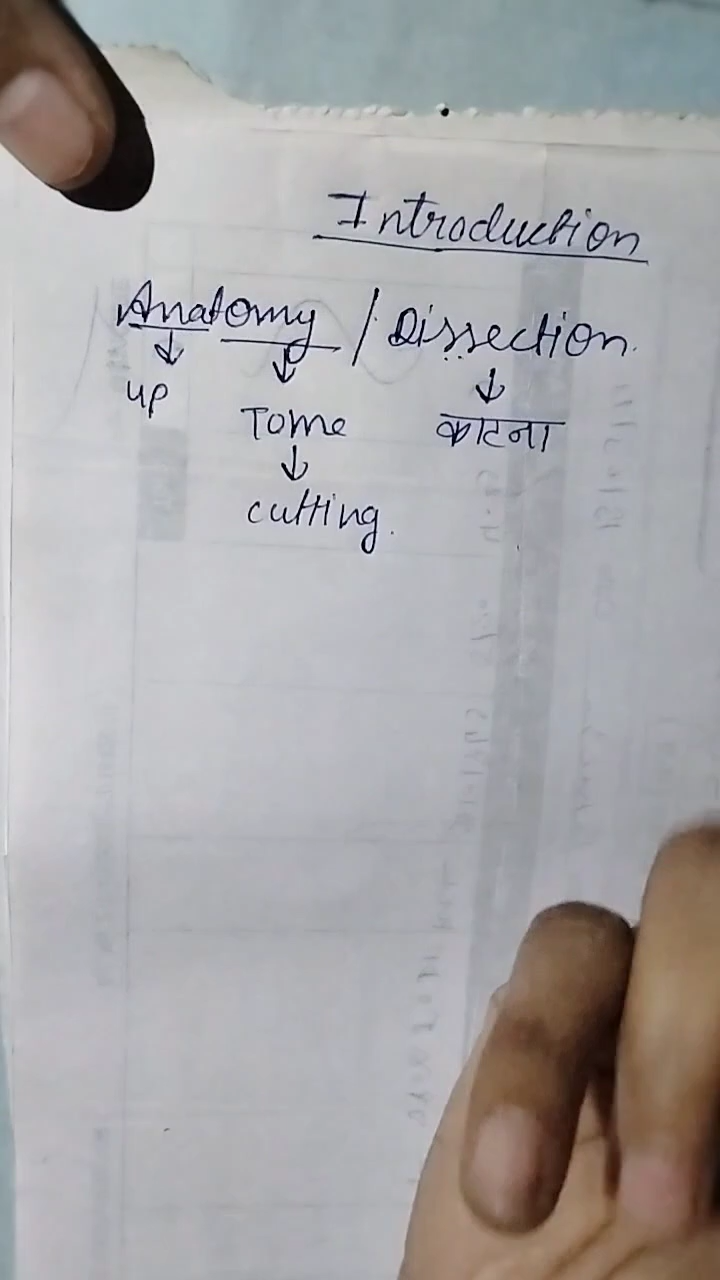 Introduction
Anatomy / Dissection.
↓ ↓ ↓
up Tome काटना
↓
cutting.